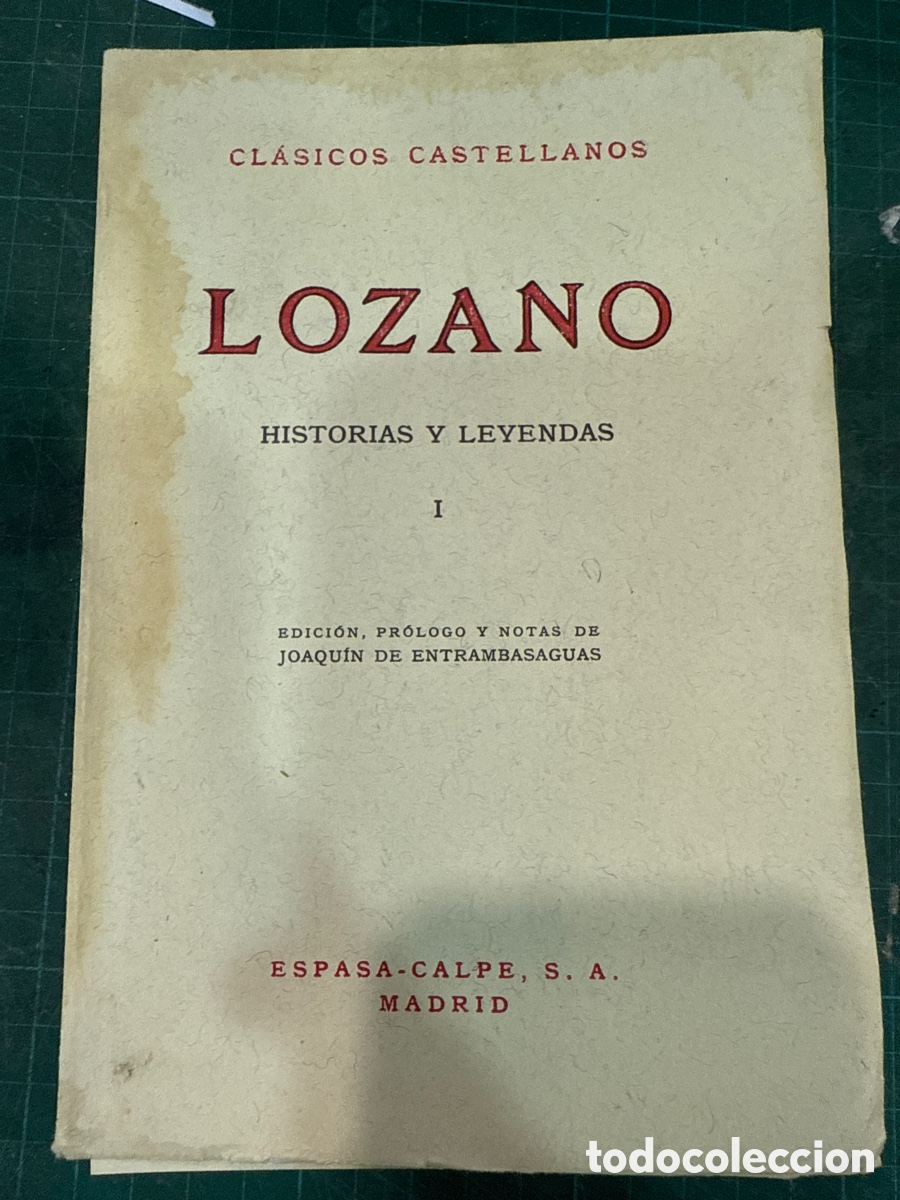 CLÁSICOS CASTELLANOS
LOZANO
HISTORIAS Y LEYENDAS
I
EDICIÓN, PRÓLOGO Y NOTAS DE
JOAQUÍN DE ENTRAMBASAGUAS
ESPASA-CALPE, S. A.
MADRID
todocoleccion